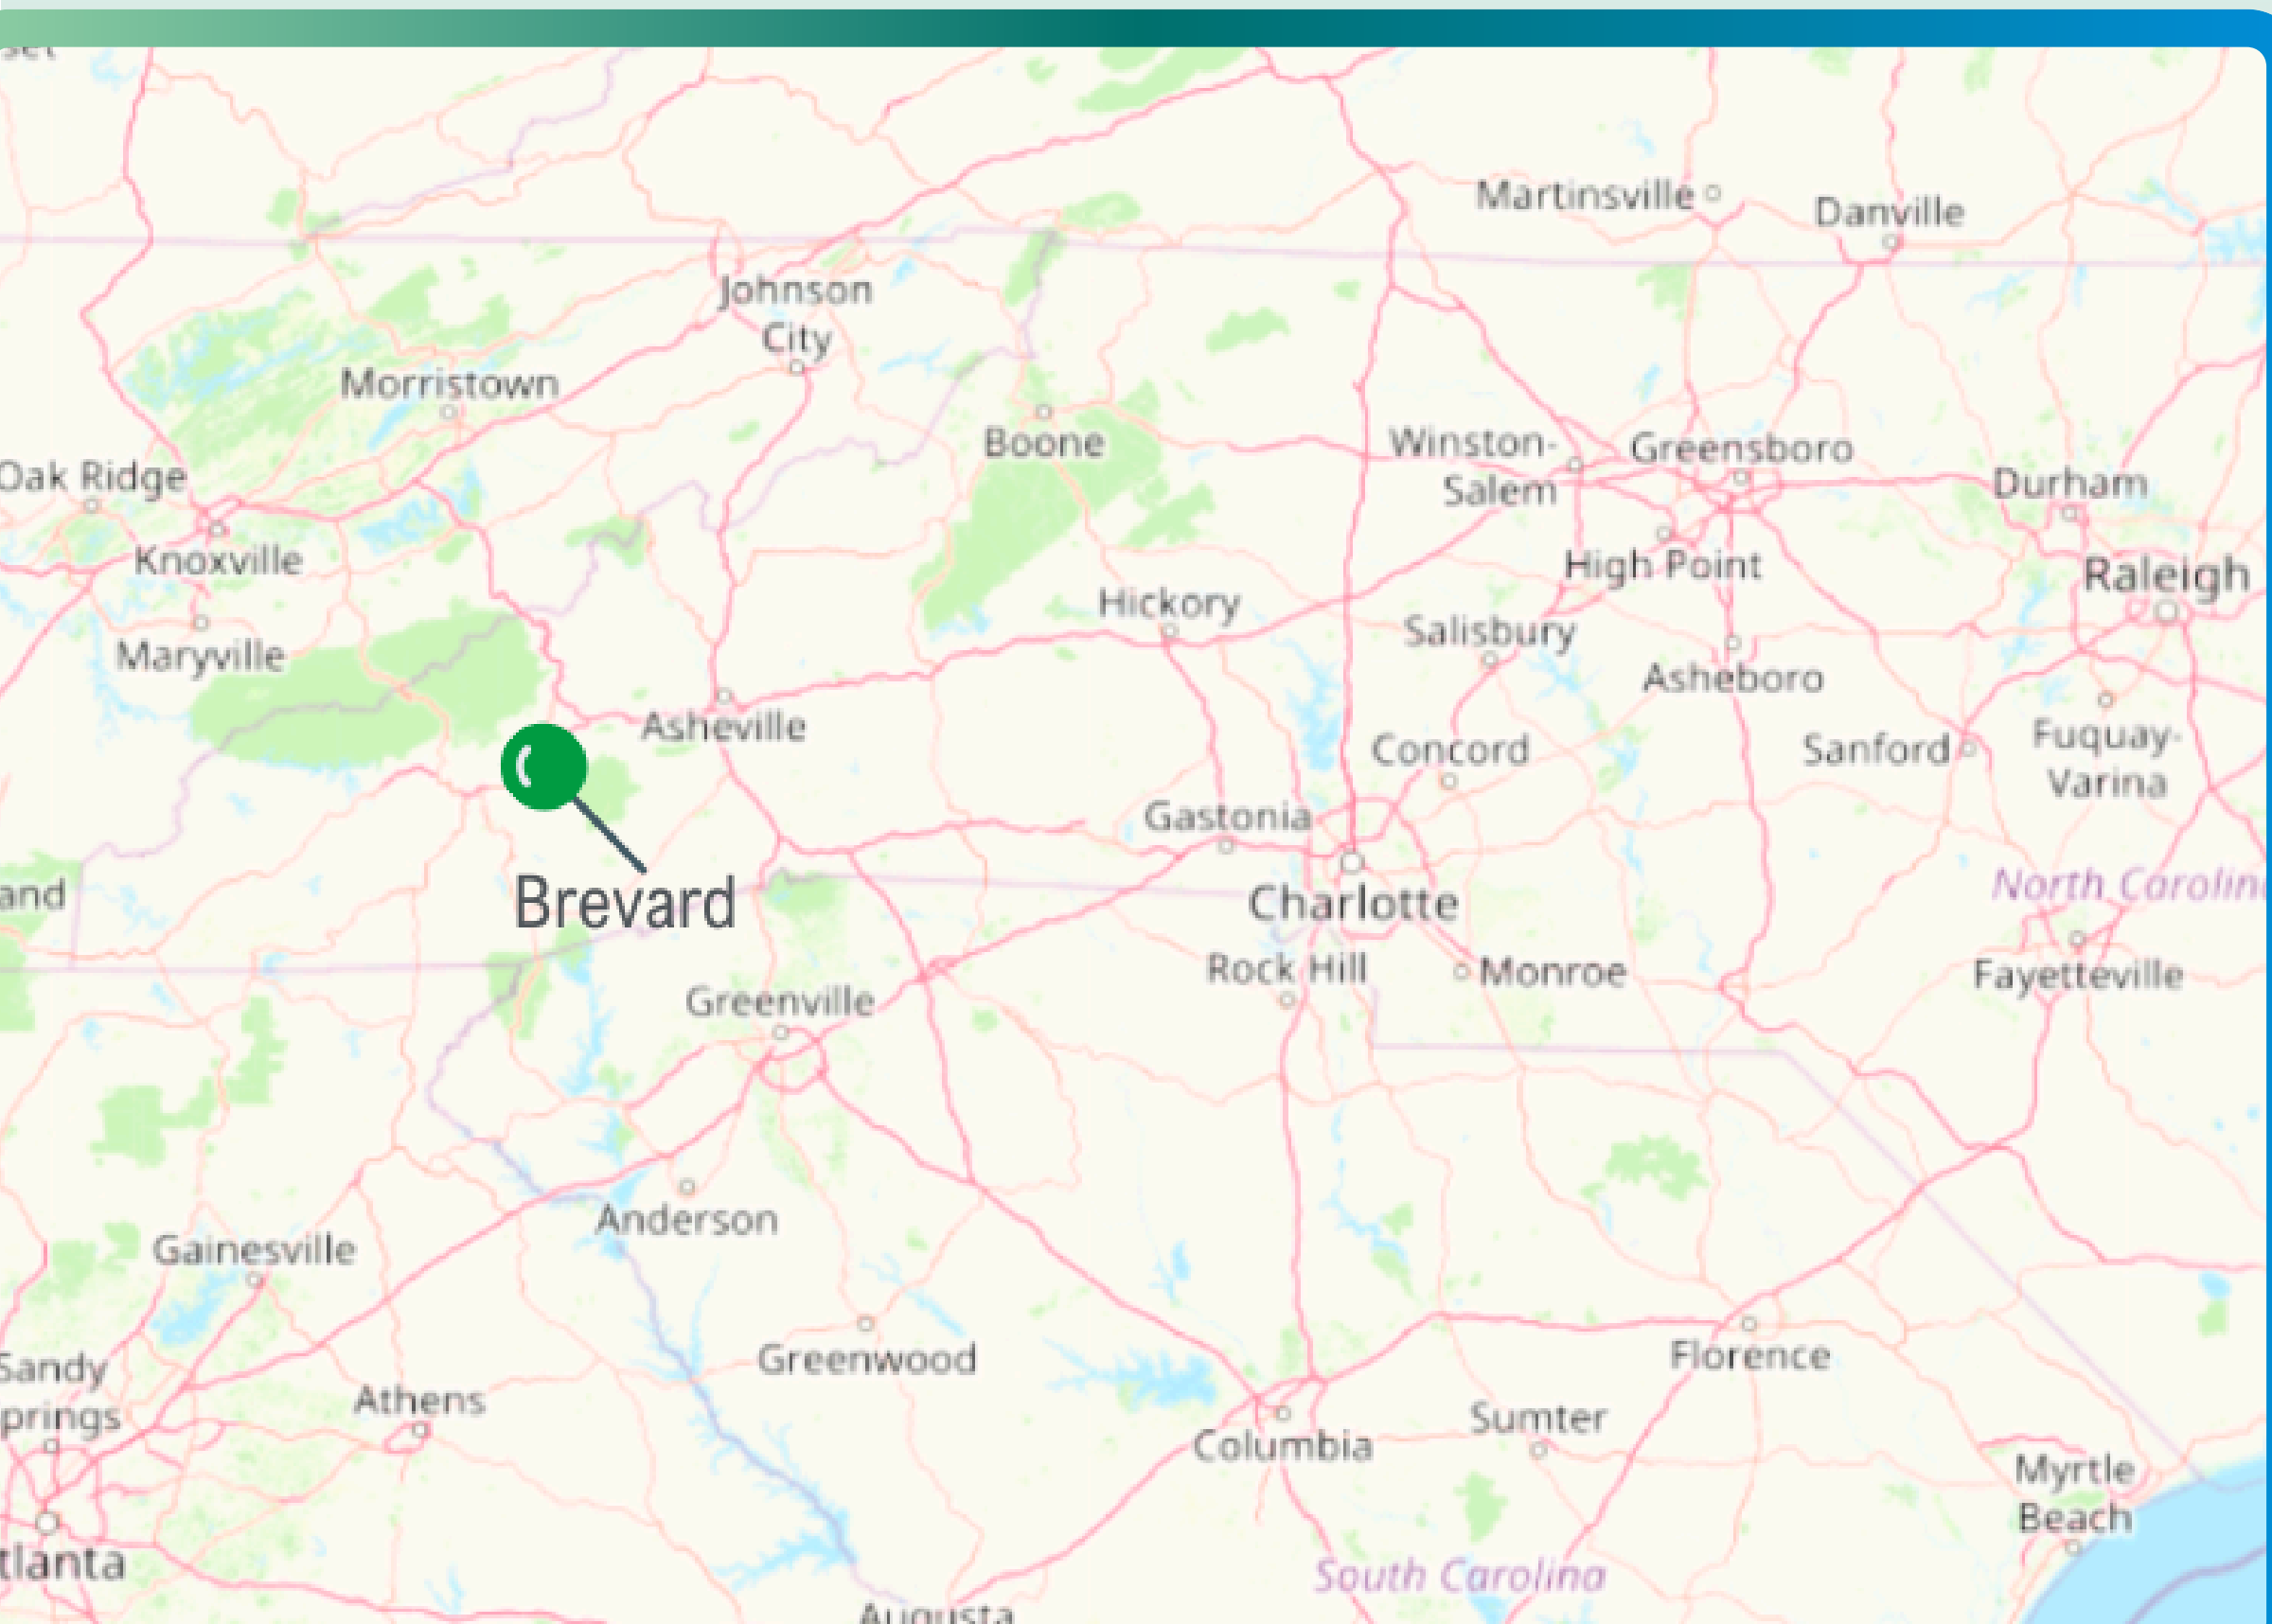 Martinsville
Danville
Johnson
City
Morristown
Boone
Winston-
Salem
Greensboro
Oak Ridge
Durham
Knoxville
High Point
Raleigh
Hickory
Salisbury
Maryville
Asheboro
Asheville
Concord
Sanford
Fuquay-
Varina
Gastonia
North Carolin
and
Brevard
Charlotte
Rock Hill
Monroe
Fayetteville
Greenville
Anderson
Gainesville
Greenwood
Florence
Sandy
prings
Athens
Columbia
Sumter
Myrtle
Beach
tlanta
South Carolina
Augusta